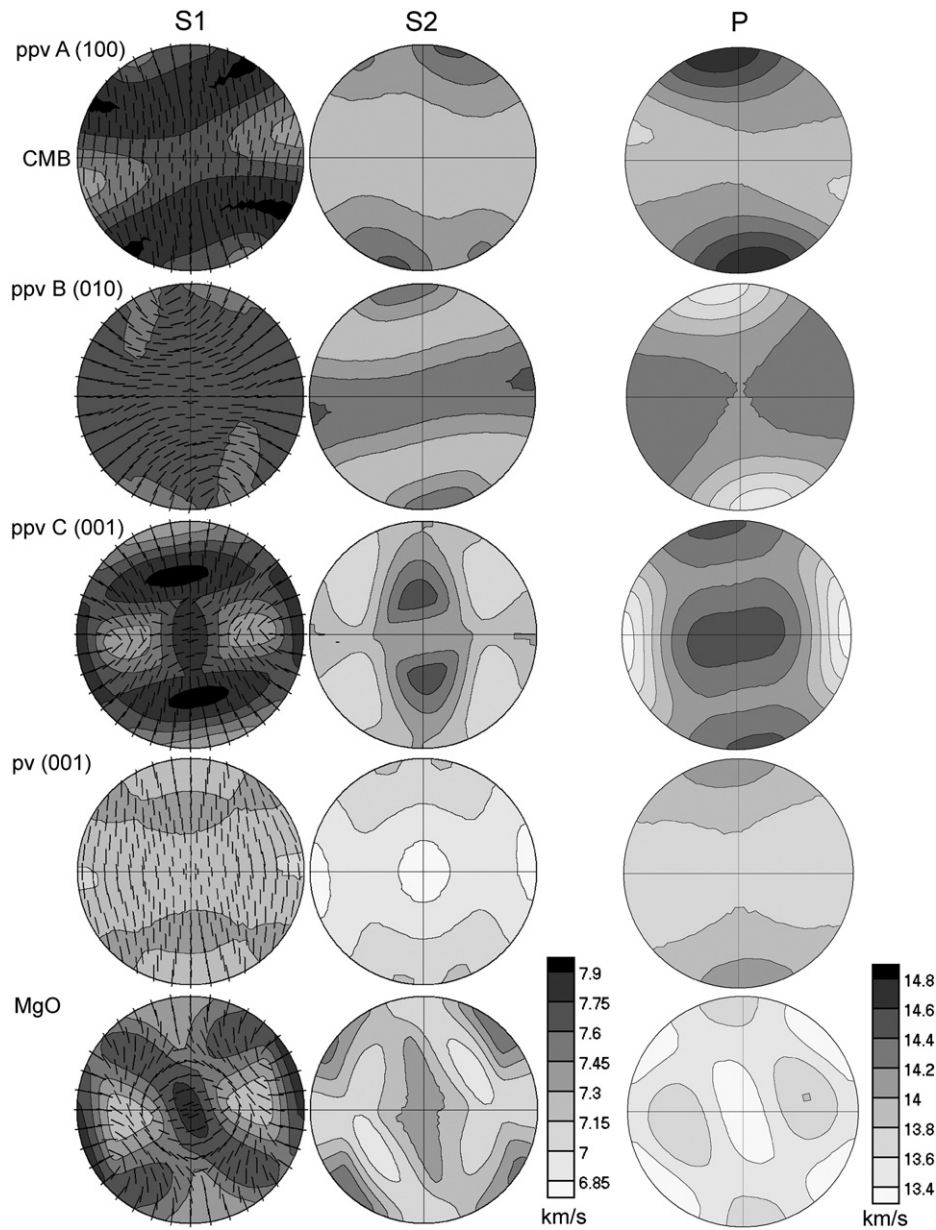 S1 S2 P
ppv A (100)
CMB
ppv B (010)
ppv C (001)
pv (001)
MgO
7.9
7.75
7.6
7.45
7.3
7.15
7
6.85
km/s
14.8
14.6
14.4
14.2
14
13.8
13.6
13.4
km/s